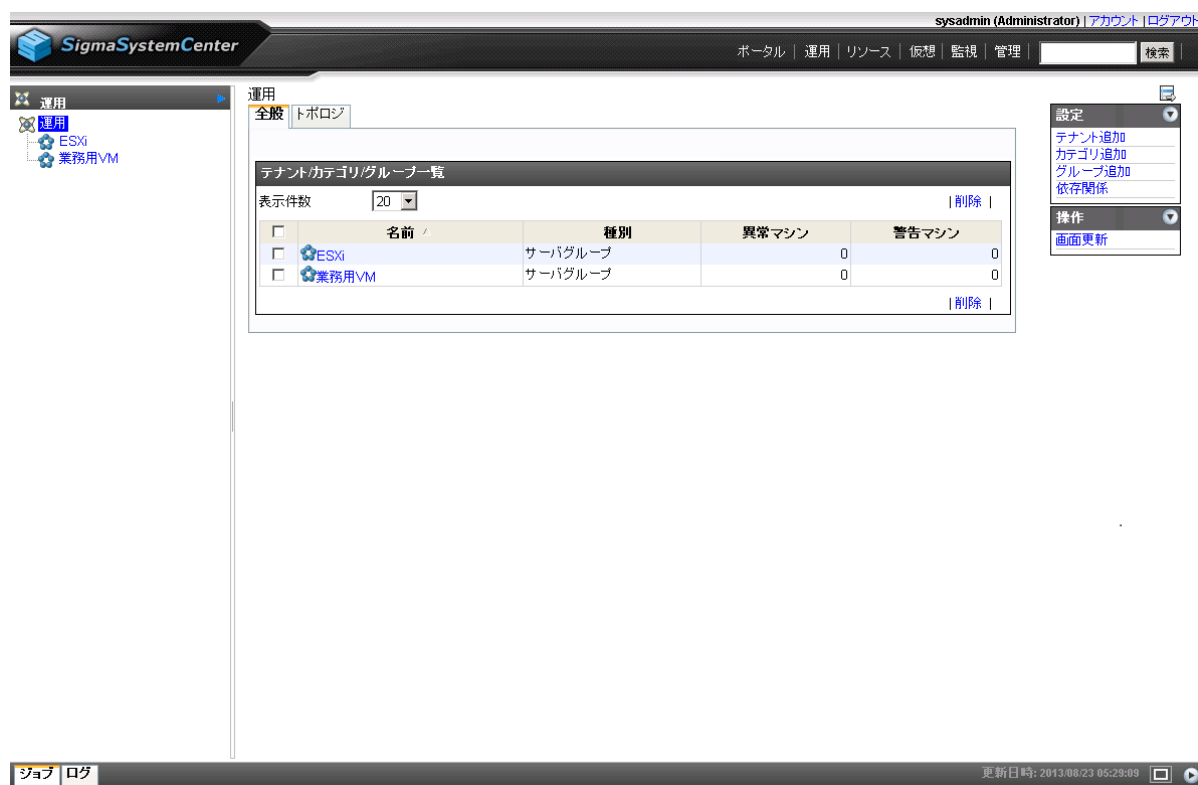 sysadmin (Administrator) | アカウント | ログアウト
SigmaSystemCenter
ポータル | 運用 | リソース | 仮想 | 監視 | 管理 | 検索 |
運用
運用
ESXi
業務用VM
運用
全般 トポロジ
テナント/カテゴリ/グループ一覧
表示件数 20 | 削除 |
名前 種別 異常マシン 警告マシン
ESXi サーバグループ 0 0
業務用VM サーバグループ 0 0
| 削除 |
設定
テナント追加
カテゴリ追加
グループ追加
依存関係
操作
画面更新
ジョブ ログ
更新日時: 2013/08/23 05:29:09